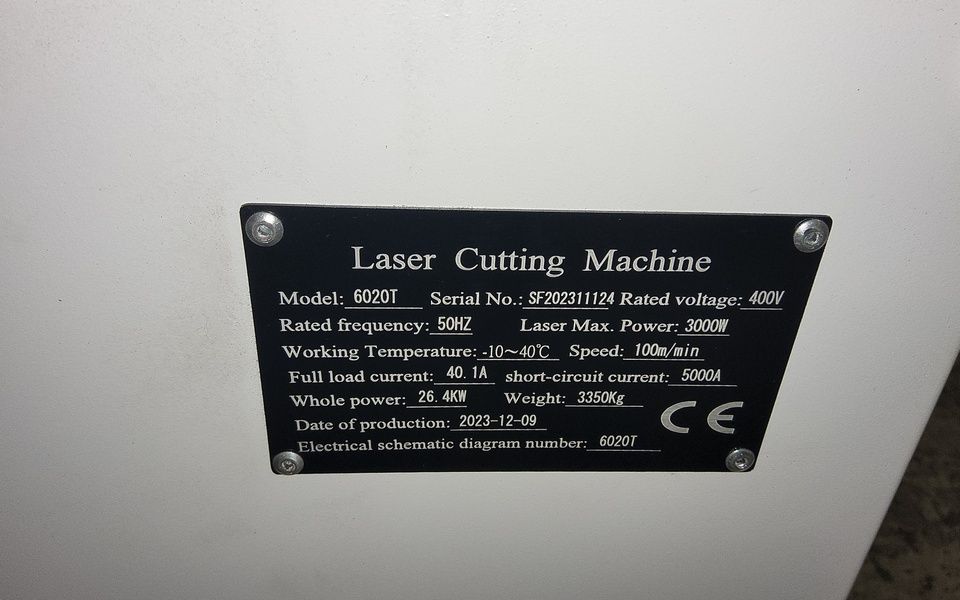 Laser Cutting Machine
Model: 6020T Serial No.: SF202311124 Rated voltage: 400V
Rated frequency: 50HZ Laser Max. Power: 3000W
Working Temperature: -10~40℃ Speed: 100m/min
Full load current: 40.1A short-circuit current: 5000A
Whole power: 26.4KW Weight: 3350Kg
Date of production: 2023-12-09 CE
Electrical schematic diagram number: 6020T